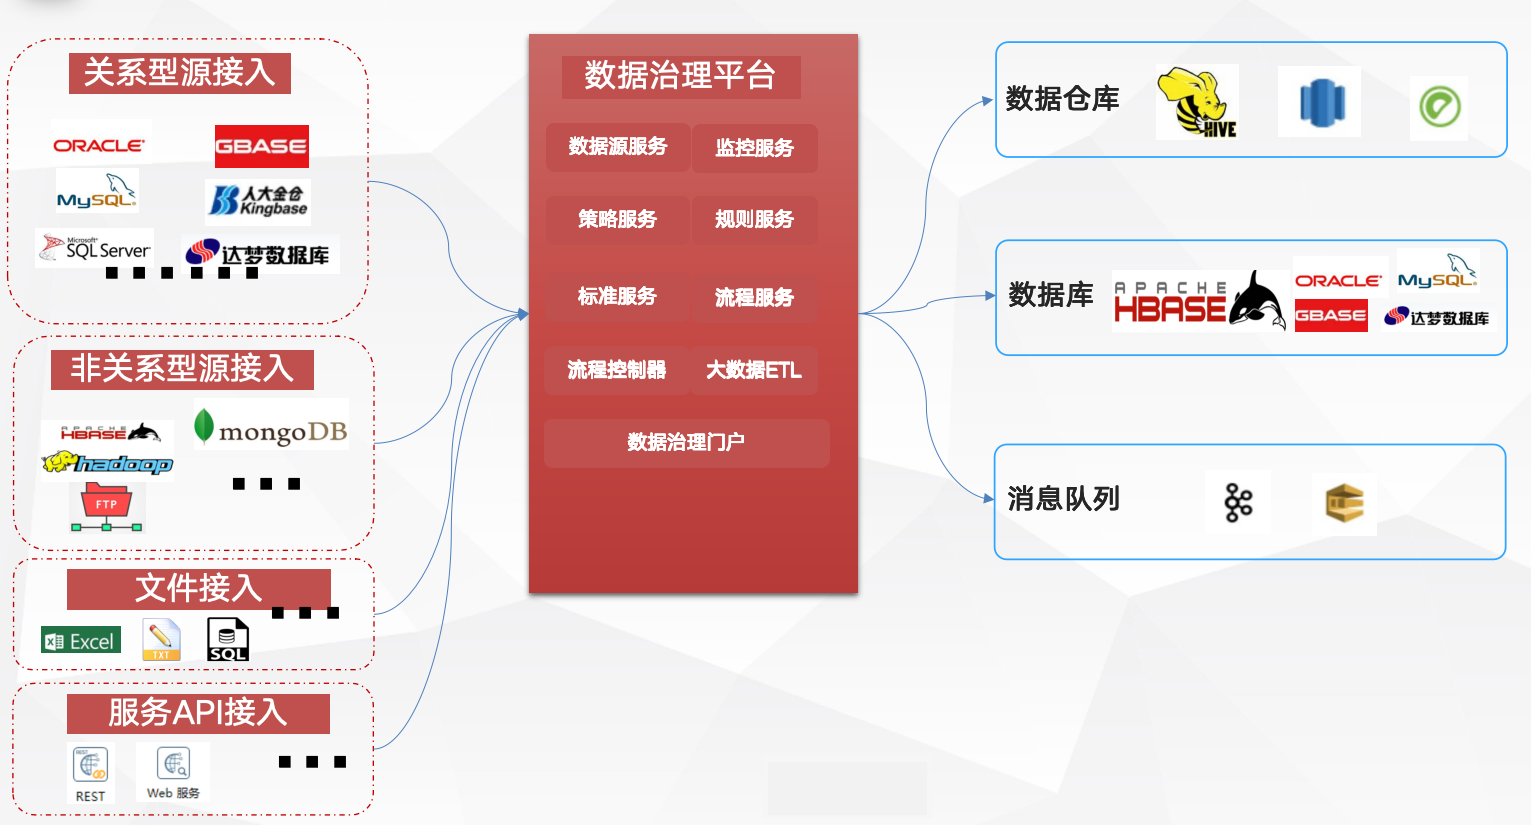 关系型源接入
ORACLE
GBASE
MySQL
人大金仓
Kingbase
Microsoft
SQL Server
达梦数据库
非关系型源接入
APACHE
HBASE
mongoDB
hadoop
FTP
文件接入
Excel
TXT
SQL
服务API接入
REST
REST
Web 服务
数据治理平台
数据源服务
监控服务
策略服务
规则服务
标准服务
流程服务
流程控制器
大数据ETL
数据治理门户
数据仓库
HIVE
数据库
APACHE
HBASE
ORACLE
MySQL
GBASE
达梦数据库
消息队列